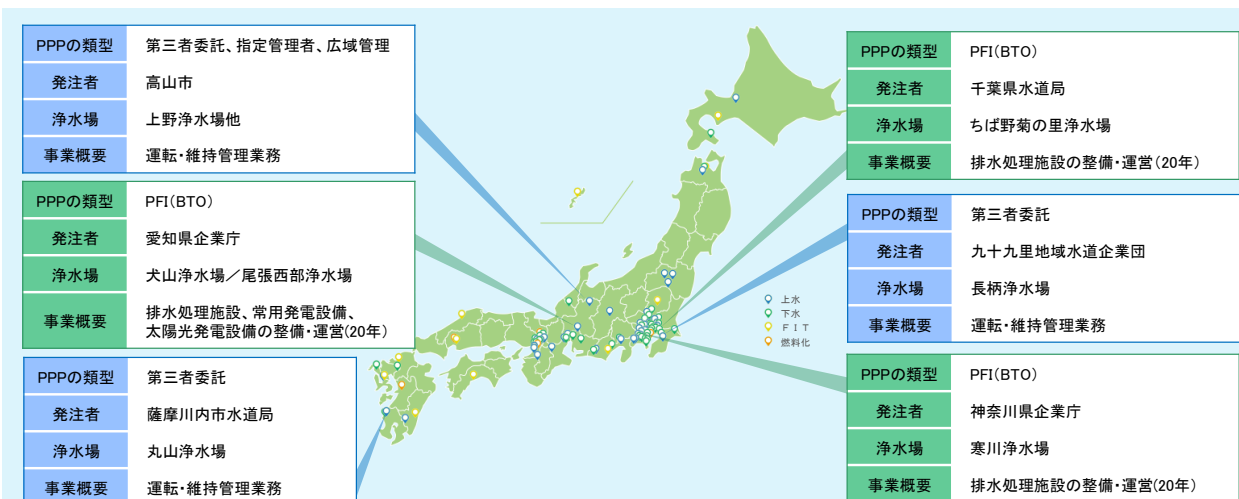 PPPの類型 第三者委託、指定管理者、広域管理
発注者 高山市
浄水場 上野浄水場他
事業概要 運転・維持管理業務
PPPの類型 PFI(BTO)
発注者 愛知県企業庁
浄水場 犬山浄水場／尾張西部浄水場
事業概要 排水処理施設、常用発電設備、
太陽光発電設備の整備・運営(20年)
PPPの類型 第三者委託
発注者 薩摩川内市水道局
浄水場 丸山浄水場
事業概要 運転・維持管理業務
上水
下水
ＦＩＴ
燃料化
PPPの類型 PFI(BTO)
発注者 千葉県水道局
浄水場 ちば野菊の里浄水場
事業概要 排水処理施設の整備・運営(20年)
PPPの類型 第三者委託
発注者 九十九里地域水道企業団
浄水場 長柄浄水場
事業概要 運転・維持管理業務
PPPの類型 PFI(BTO)
発注者 神奈川県企業庁
浄水場 寒川浄水場
事業概要 排水処理施設の整備・運営(20年)